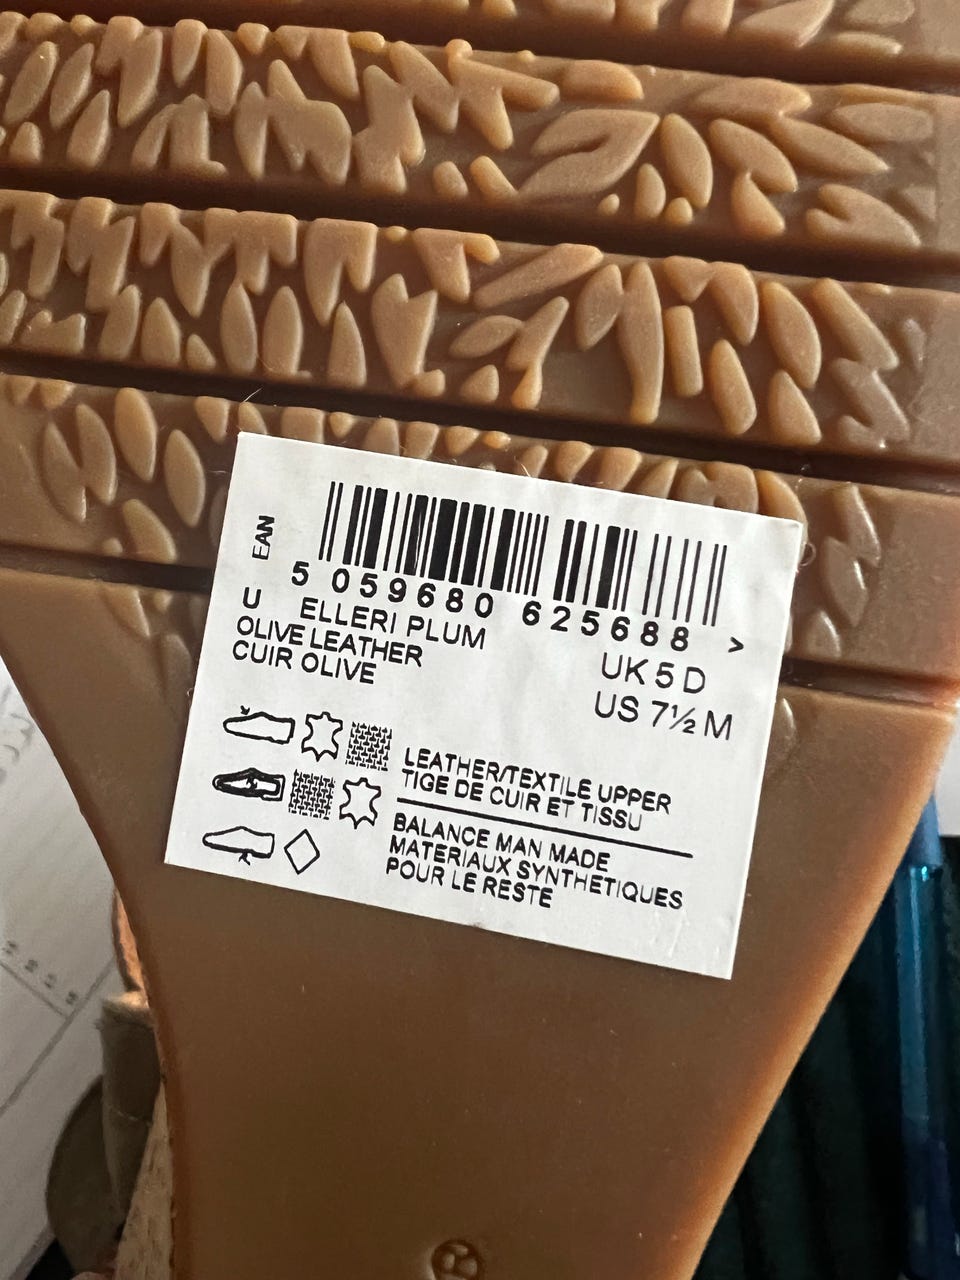 EAN
5 059680 625688 >
U ELLERI PLUM
OLIVE LEATHER
CUIR OLIVE
UK 5 D
US 7½ M
LEATHER/TEXTILE UPPER
TIGE DE CUIR ET TISSU
BALANCE MAN MADE
MATERIAUX SYNTHETIQUES
POUR LE RESTE